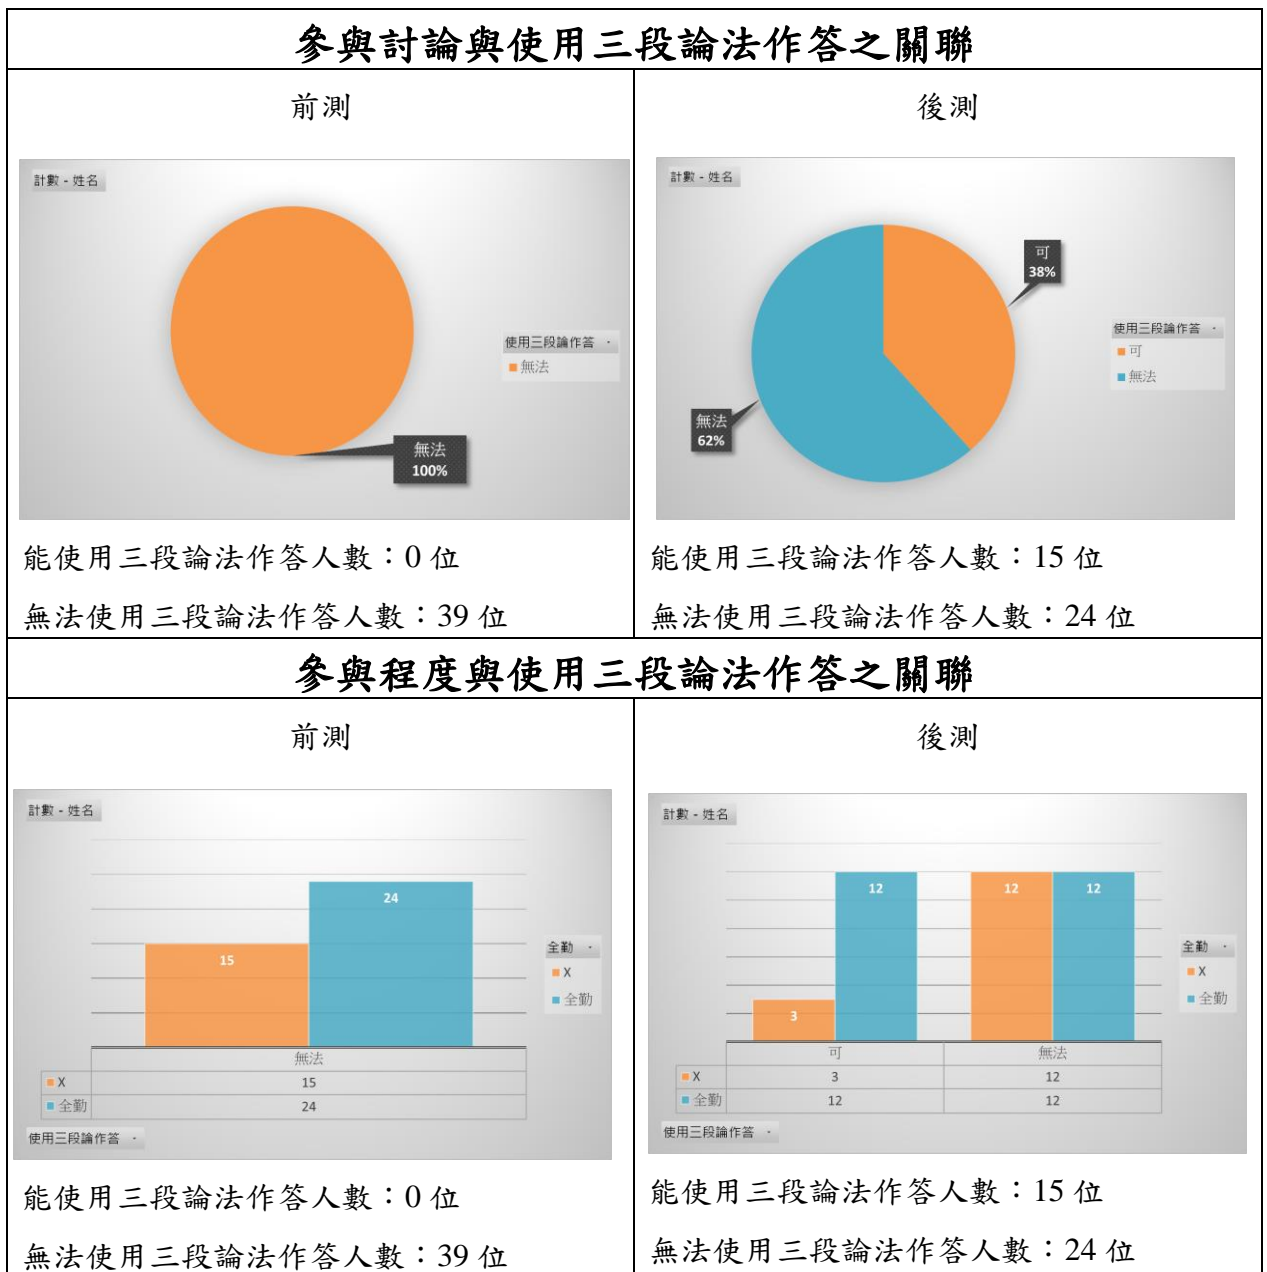 參與討論與使用三段論法作答之關聯
前測
計數 - 姓名
使用三段論作答
無法
無法
100%
能使用三段論法作答人數：0 位
無法使用三段論法作答人數：39 位
後測
計數 - 姓名
可
38%
使用三段論作答
可
無法
無法
62%
能使用三段論法作答人數：15 位
無法使用三段論法作答人數：24 位
參與程度與使用三段論法作答之關聯
前測
計數 - 姓名
24
15
全勤
X
全勤
無法
X 15
全勤 24
使用三段論作答
能使用三段論法作答人數：0 位
無法使用三段論法作答人數：39 位
後測
計數 - 姓名
12 12 12
3
全勤
X
全勤
可 無法
X 3 12
全勤 12 12
使用三段論作答
能使用三段論法作答人數：15 位
無法使用三段論法作答人數：24 位